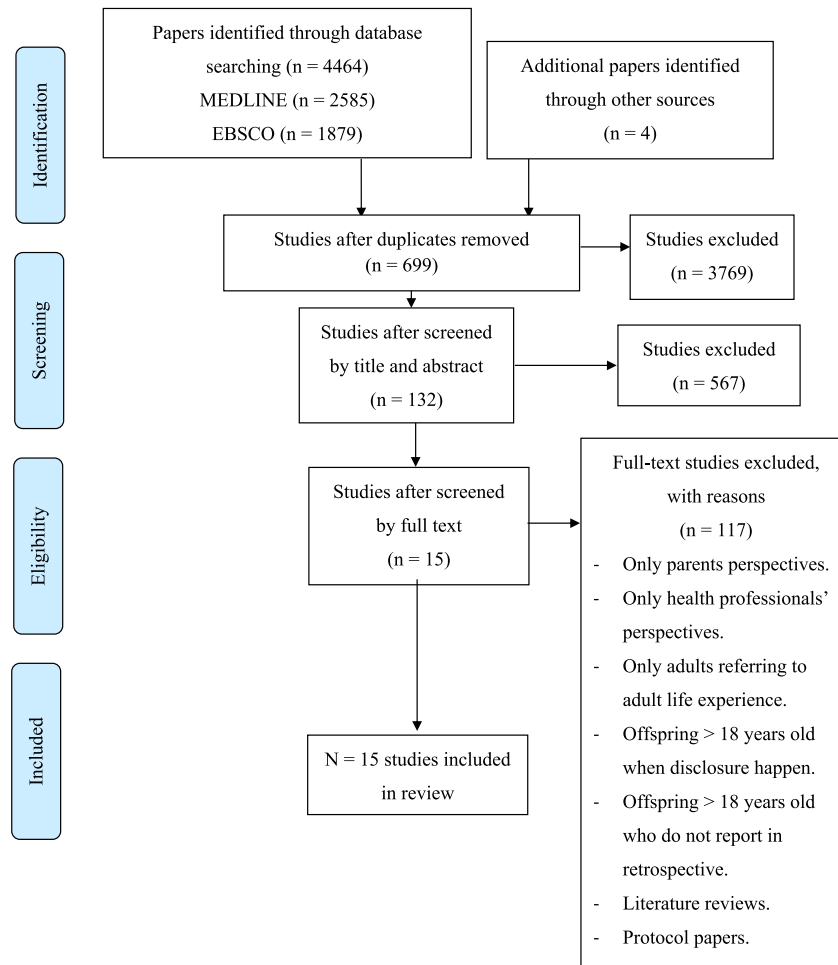 Identification
Papers identified through database
searching (n = 4464)
MEDLINE (n = 2585)
EBSCO (n = 1879)
Additional papers identified
through other sources
(n = 4)
Screening
Studies after duplicates removed
(n = 699)
Studies excluded
(n = 3769)
Studies after screened
by title and abstract
(n = 132)
Studies excluded
(n = 567)
Eligibility
Studies after screened
by full text
(n = 15)
Full-text studies excluded,
with reasons
(n = 117)
- Only parents perspectives.
- Only health professionals’
perspectives.
- Only adults referring to
adult life experience.
- Offspring > 18 years old
when disclosure happen.
- Offspring > 18 years old
who do not report in
retrospective.
- Literature reviews.
- Protocol papers.
Included
N = 15 studies included
in review